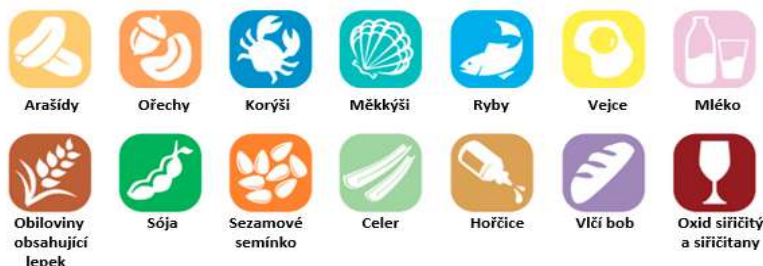 Arašídy
Ořechy
Korýši
Měkkýši
Ryby
Vejce
Mléko
Obiloviny
obsahující
lepek
Sója
Sezamové
semínko
Celer
Hořčice
Vlčí bob
Oxid siřičitý
a siřičitany